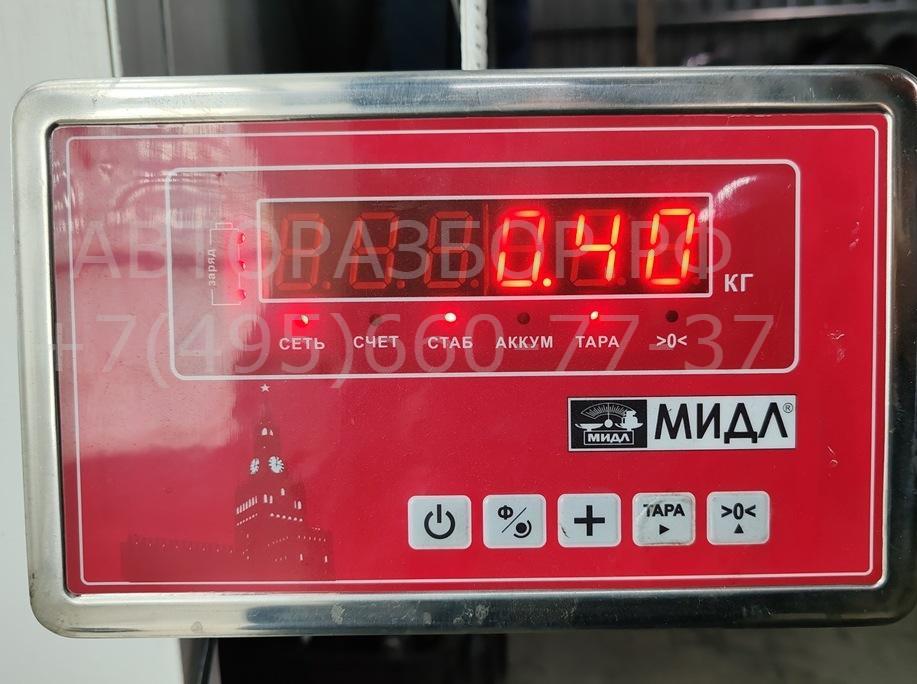 заряд
0.40
кг
СЕТЬ СЧЕТ СТАБ АККУМ ТАРА >0<
АВТОРАЗБОР.РФ
+7(495)660-77-37
МИДЛ МИДЛ®
Ф + ТАРА >0<